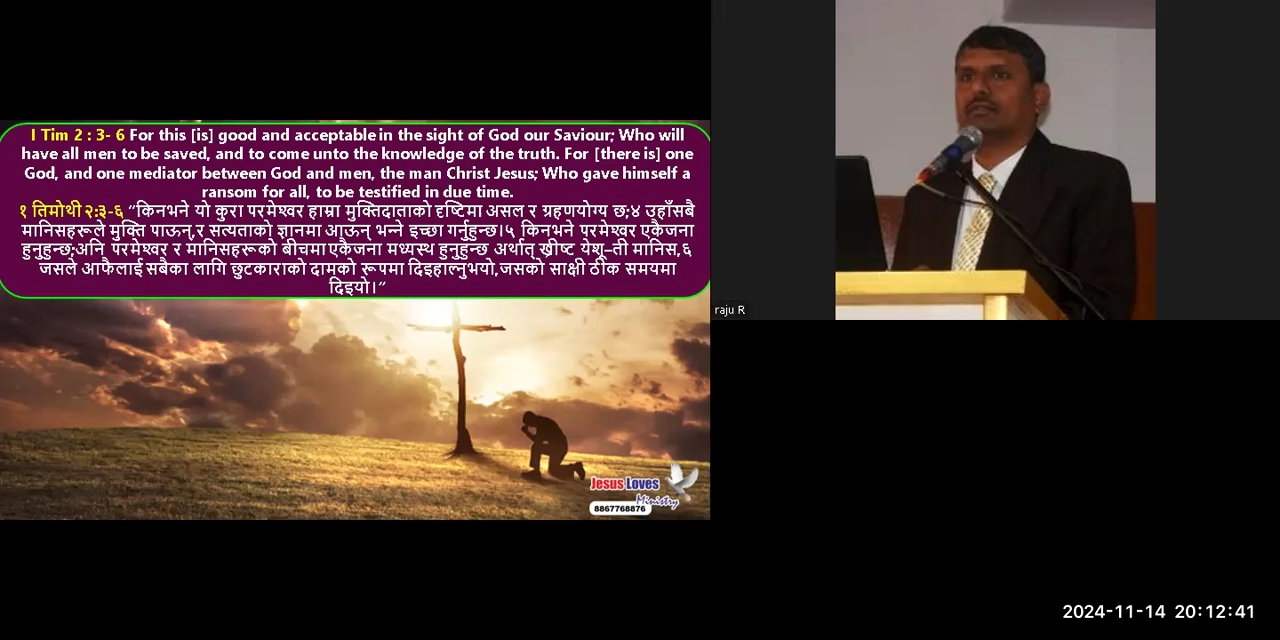 I Tim 2 : 3- 6 For this [is] good and acceptable in the sight of God our Saviour; Who will
have all men to be saved, and to come unto the knowledge of the truth. For [there is] one
God, and one mediator between God and men, the man Christ Jesus; Who gave himself a
ransom for all, to be testified in due time.
१ तिमोथी २:३-६ “किनभने यो कुरा परमेश्वर हाम्रा मुक्तिदाताको दृष्टिमा असल र ग्रहणयोग्य छ;४ उहाँसबै
मानिसहरूले मुक्ति पाऊन्,र सत्यताको ज्ञानमा आऊन् भन्ने इच्छा गर्नुहुन्छ।५ किनभने परमेश्वर एकैजना
हुनुहुन्छ;अनि परमेश्वर र मानिसहरूको बीचमा एकैजना मध्यस्थ हुनुहुन्छ अर्थात् ख्रीष्ट येशू–ती मानिस,६
जसले आफैलाई सबैका लागि छुटकाराको दामको रूपमा दिइहाल्नुभयो,जसको साक्षी ठीक समयमा
दिइयो।”
Jesus Loves
Ministry
8867768876
raju R
2024-11-14 20:12:41